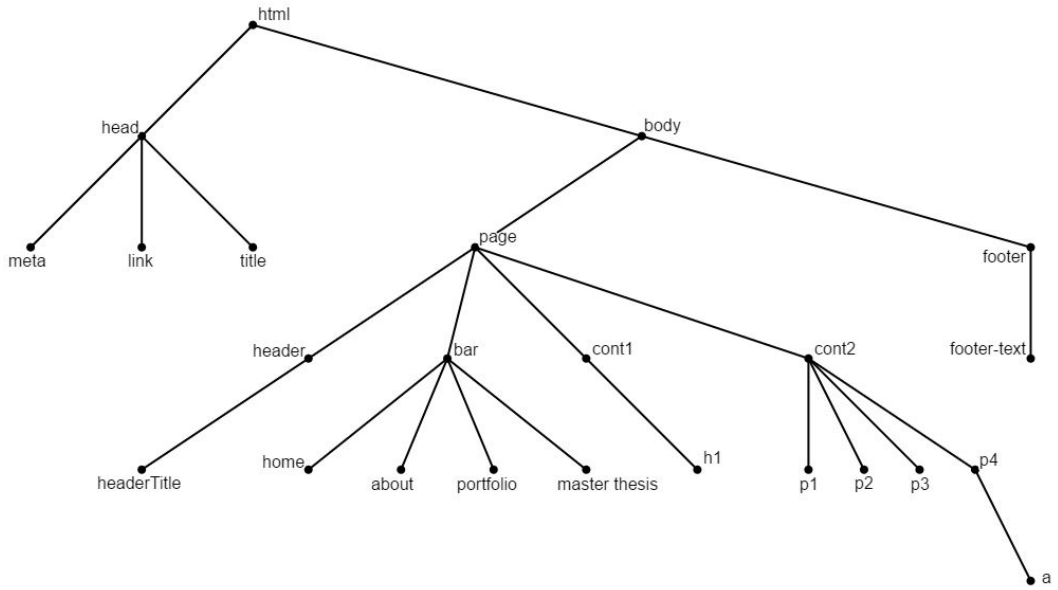 html
head
body
meta
link
title
page
footer
header
bar
cont1
cont2
footer-text
headerTitle
home
about
portfolio
master thesis
h1
p1
p2
p3
p4
a